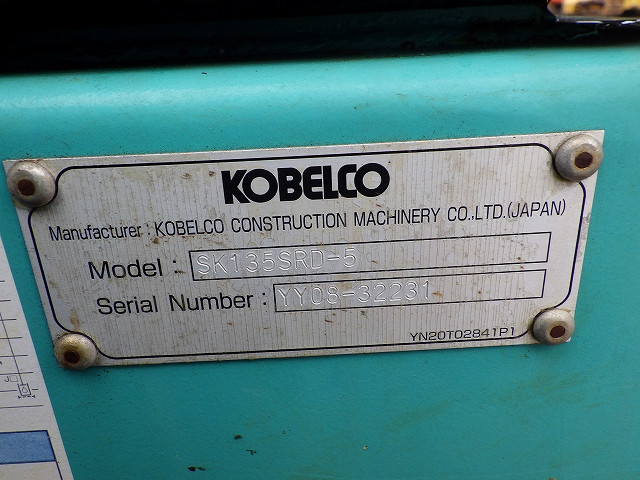 KOBELCO
Manufacturer : KOBELCO CONSTRUCTION MACHINERY CO.,LTD.(JAPAN)
Model : SK135SRD-5
Serial Number : YY08-32231
YN20T02841P1